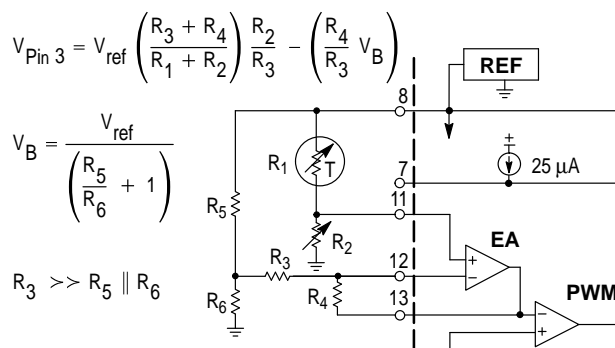 V_Pin 3 = V_ref ( (R_3 + R_4) / (R_1 + R_2) ) R_2 / R_3 − ( R_4 / R_3 V_B )
V_B = V_ref / ( R_5 / R_6 + 1 )
R_3 >> R_5 ∥ R_6
REF
8
R_1
T
7
+
25 µA
11
R_5
R_2
EA
R_3
12
+
−
R_6
R_4
13
PWM
−
+